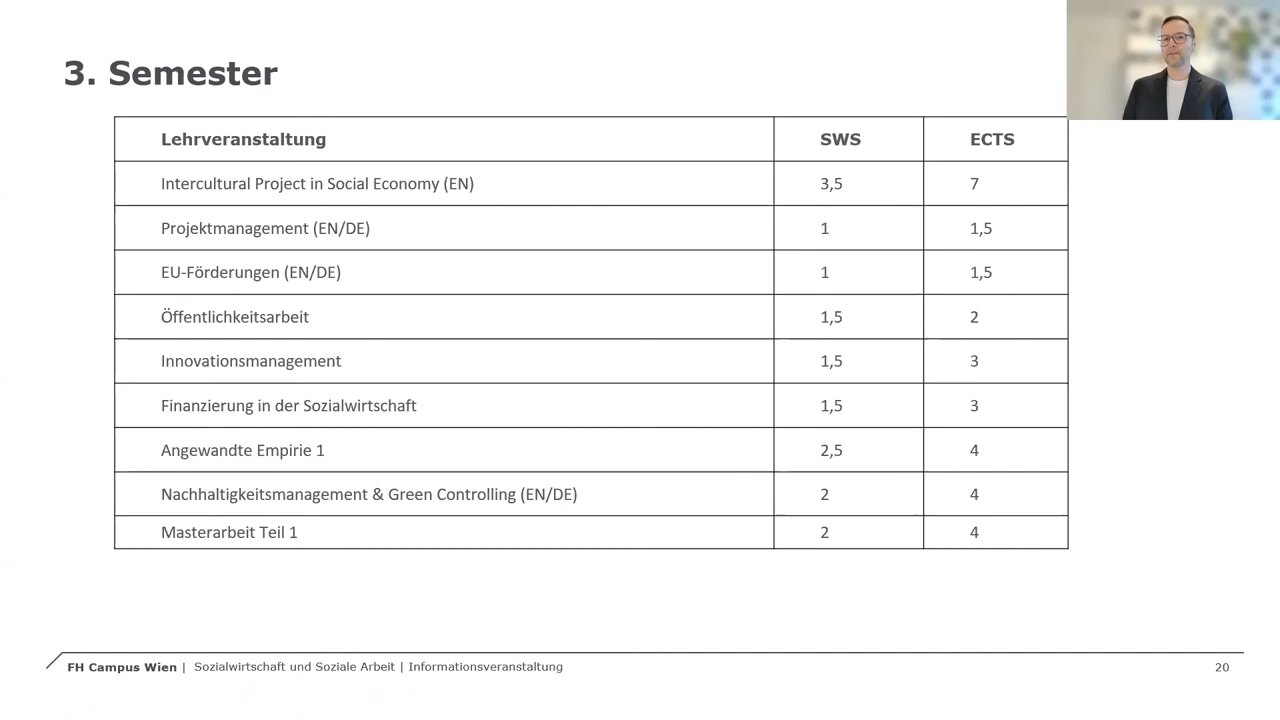 3. Semester
Lehrveranstaltung SWS ECTS
Intercultural Project in Social Economy (EN) 3,5 7
Projektmanagement (EN/DE) 1 1,5
EU-Förderungen (EN/DE) 1 1,5
Öffentlichkeitsarbeit 1,5 2
Innovationsmanagement 1,5 3
Finanzierung in der Sozialwirtschaft 1,5 3
Angewandte Empirie 1 2,5 4
Nachhaltigkeitsmanagement & Green Controlling (EN/DE) 2 4
Masterarbeit Teil 1 2 4
FH Campus Wien | Sozialwirtschaft und Soziale Arbeit | Informationsveranstaltung 20